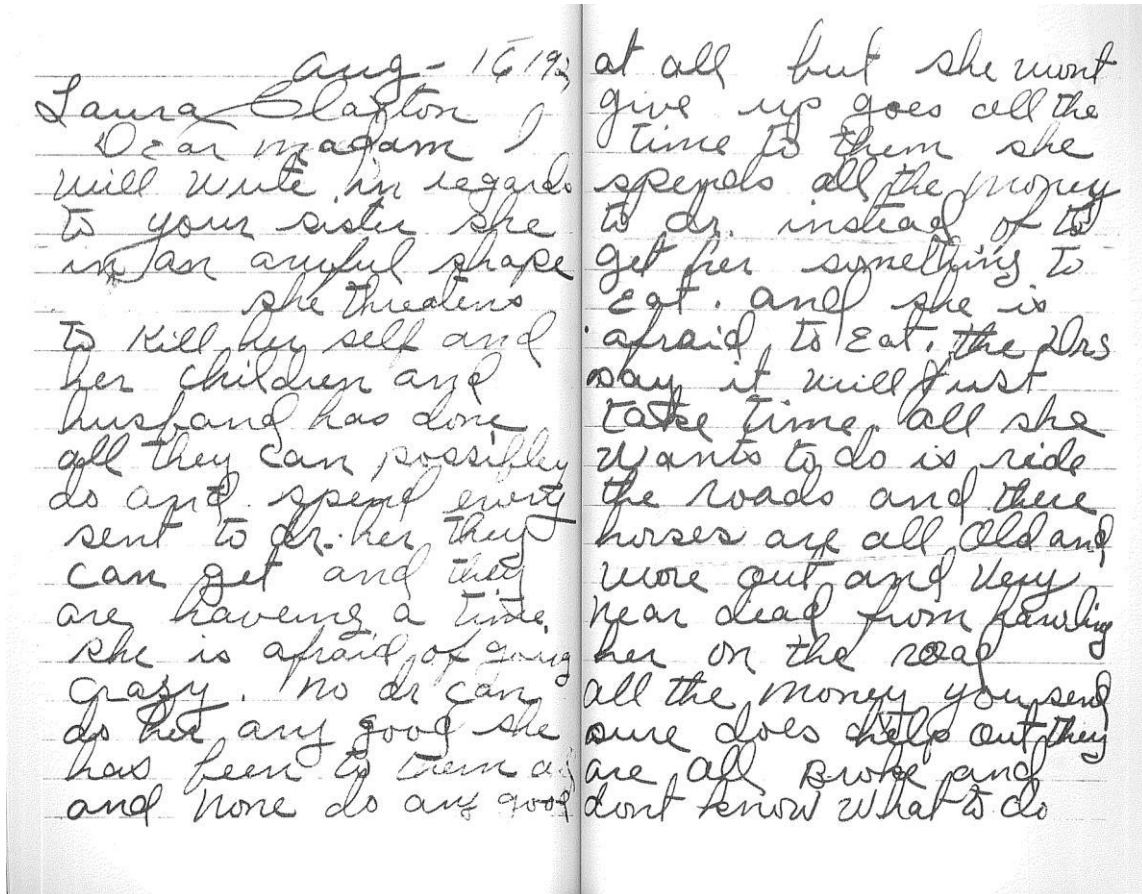 Aug - 16 192
Laura Claxton
Dear madam I
will write in regards
to your sister she
in an awful shape
she threatens
to kill her self and
her children and
husband has done
all they can possibley
do and spend every
sent to dr. her they
can get and they
are haveing a time
she is afraid of going
crazy. no dr can
do her any good she
has been to them all
and none do any good
at all but she wont
give up goes all the
time to them she
spends all the money
to dr. instead of to
get her something to
Eat. and she is
afraid to Eat. the Drs
say it will just
take time. all she
wants to do is ride
the roads and there
horses are all old and
wore out and very
near dead from hawling
her on the road
all the money you send
sure does help out they
are all Broke and
dont know what to do